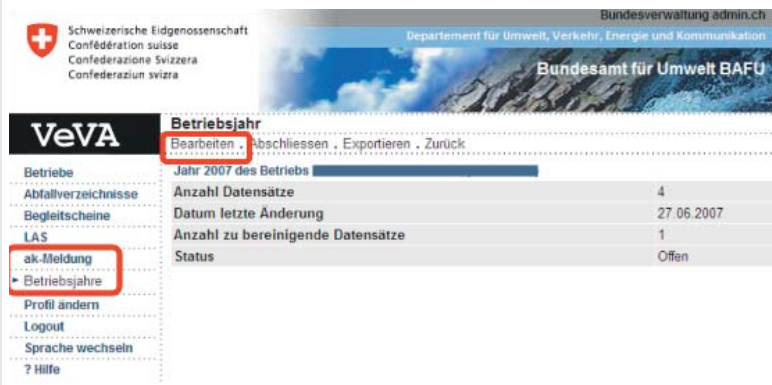 Schweizerische Eidgenossenschaft
Confédération suisse
Confederazione Svizzera
Confederaziun svizra
Bundesverwaltung admin.ch
Departement für Umwelt, Verkehr, Energie und Kommunikation
Bundesamt für Umwelt BAFU
VeVA
Betriebe
Abfallverzeichnisse
Begleitscheine
LAS
ak-Meldung
Betriebsjahre
Profil ändern
Logout
Sprache wechseln
? Hilfe
Betriebsjahr
Bearbeiten . Abschliessen . Exportieren . Zurück
Jahr 2007 des Betriebs
Anzahl Datensätze 4
Datum letzte Änderung 27.06.2007
Anzahl zu bereinigende Datensätze 1
Status Offen